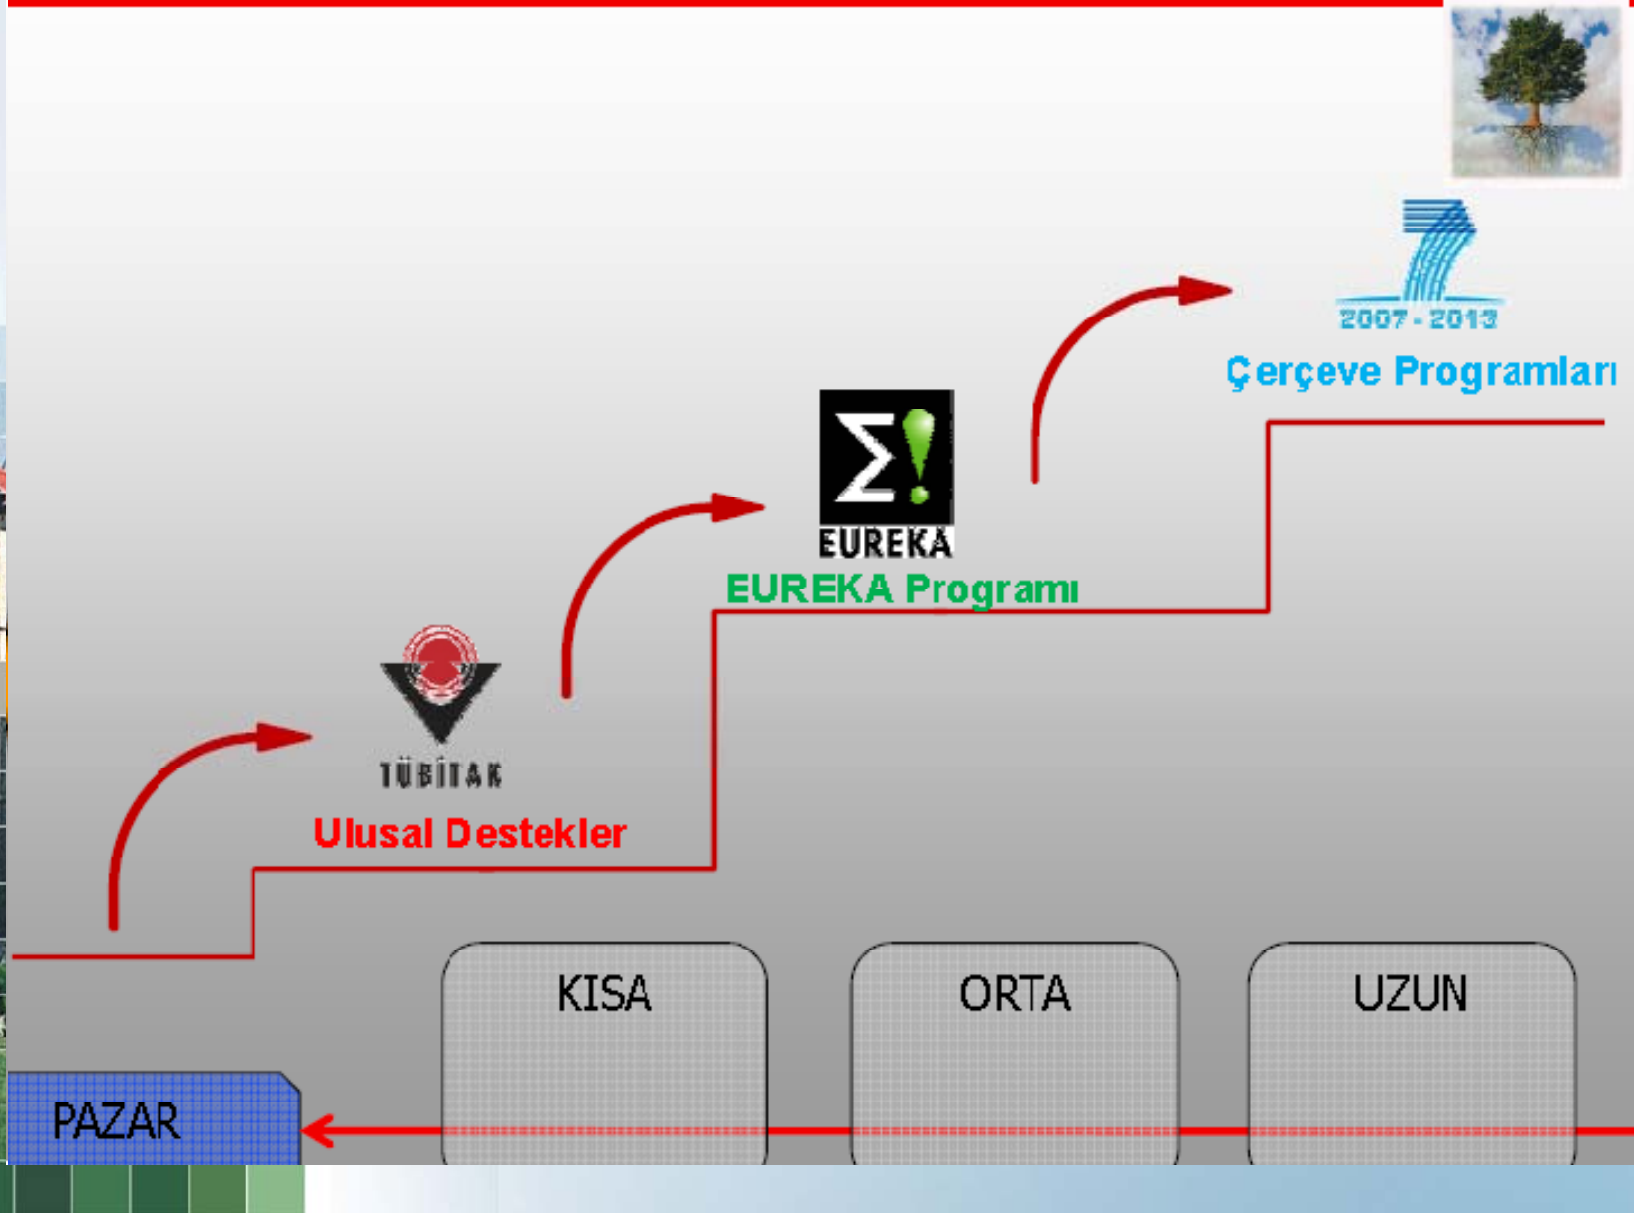 2007 - 2013
Çerçeve Programları
EUREKA
EUREKA Programı
TÜBİTAK
Ulusal Destekler
KISA
ORTA
UZUN
PAZAR